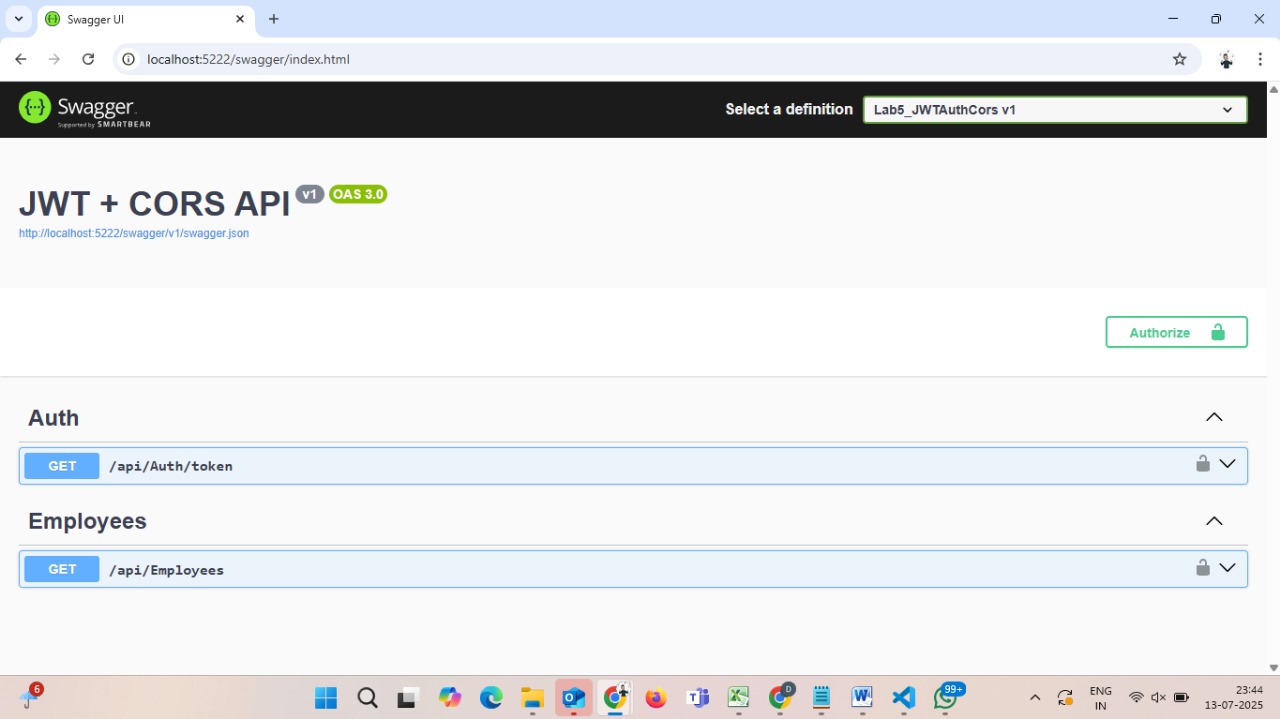 Swagger UI
localhost:5222/swagger/index.html
Swagger.
Supported by SMARTBEAR
Select a definition
Lab5_JWTAuthCors v1
JWT + CORS API v1 OAS 3.0
http://localhost:5222/swagger/v1/swagger.json
Authorize
Auth
GET /api/Auth/token
Employees
GET /api/Employees
6
D
99+
ENG
IN
23:44
13-07-2025